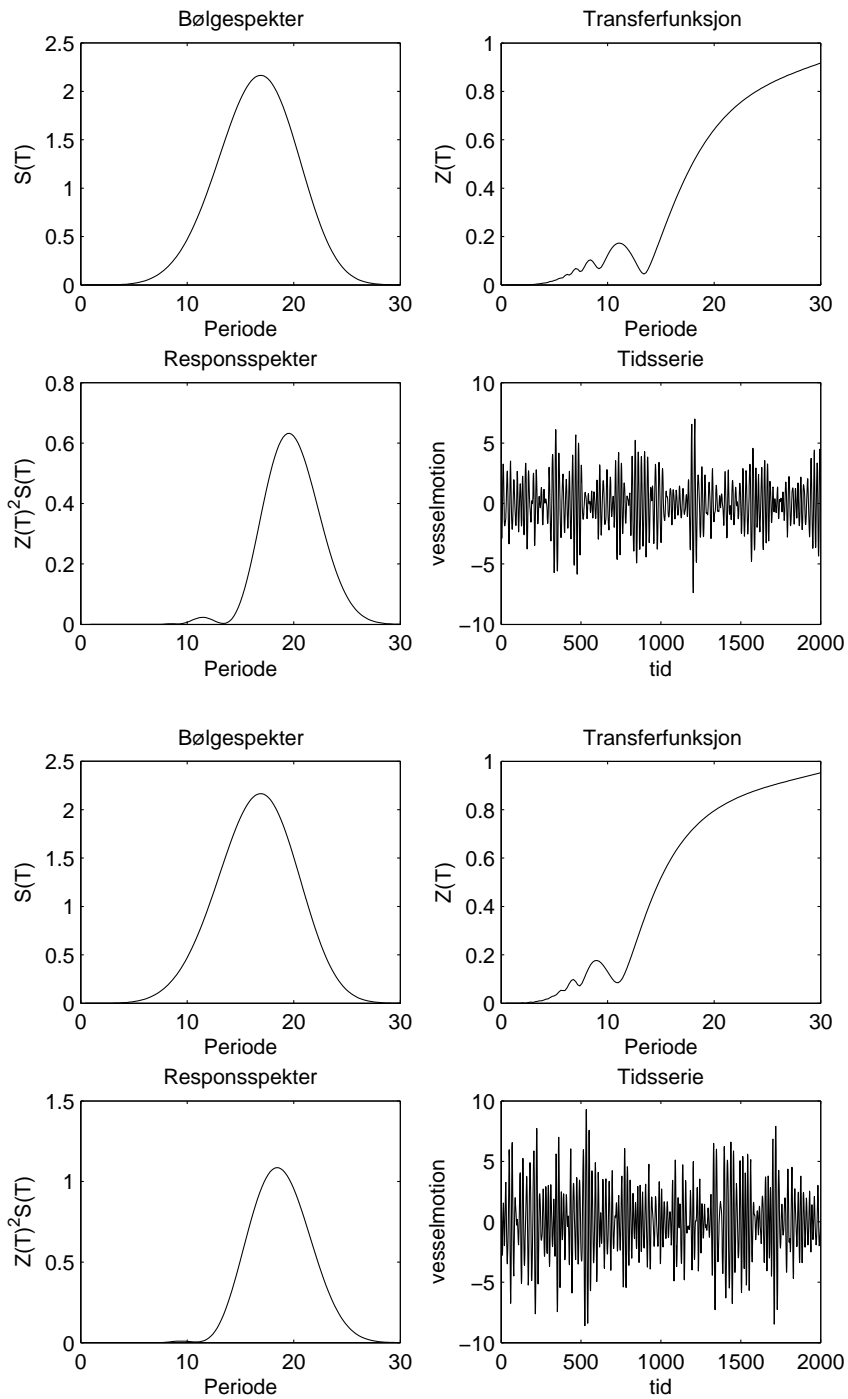 Bølgespekter
2.5
2
1.5
1
0.5
0
S(T)
0 10 20 30
Periode
Transferfunksjon
1
0.8
0.6
0.4
0.2
0
Z(T)
0 10 20 30
Periode
Responsspekter
0.8
0.6
0.4
0.2
0
Z(T)²S(T)
0 10 20 30
Periode
Tidsserie
10
5
0
−5
−10
vesselmotion
0 500 1000 1500 2000
tid
Bølgespekter
2.5
2
1.5
1
0.5
0
S(T)
0 10 20 30
Periode
Transferfunksjon
1
0.8
0.6
0.4
0.2
0
Z(T)
0 10 20 30
Periode
Responsspekter
1.5
1
0.5
0
Z(T)²S(T)
0 10 20 30
Periode
Tidsserie
10
5
0
−5
−10
vesselmotion
0 500 1000 1500 2000
tid